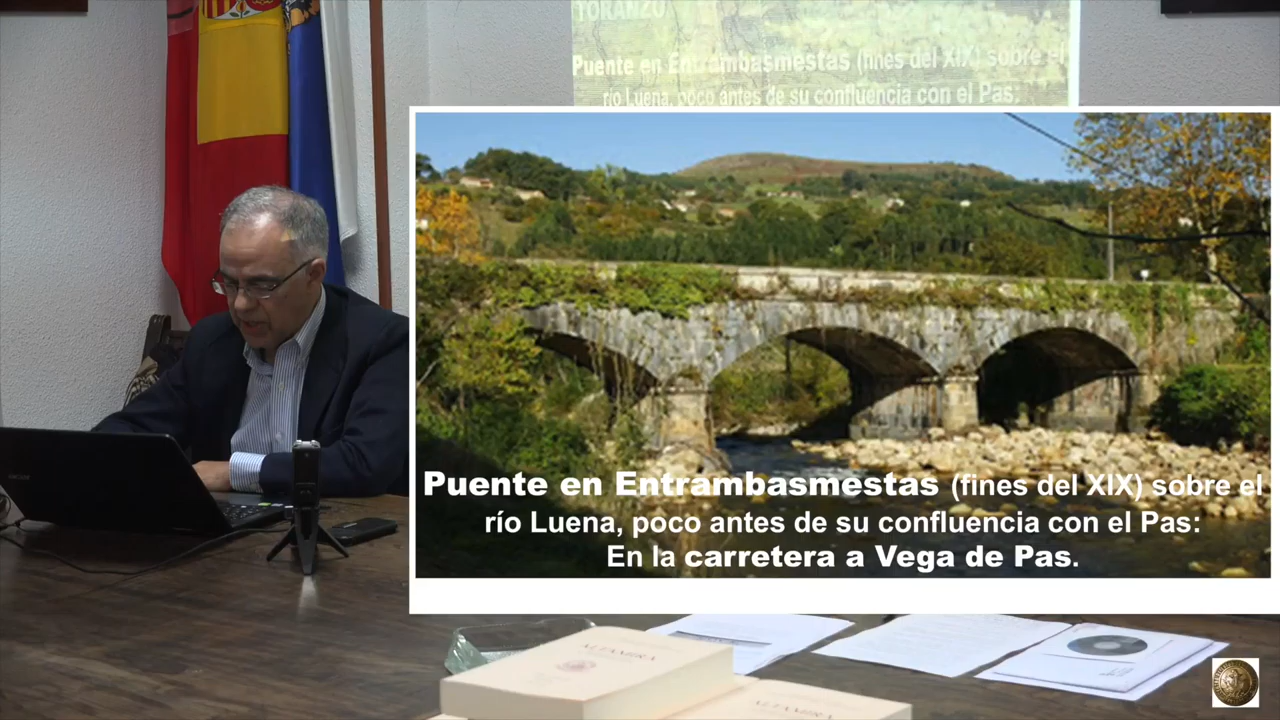 TORANZO
Puente en Entrambasmestas (fines del XIX) sobre el
río Luena, poco antes de su confluencia con el Pas:
Puente en Entrambasmestas (fines del XIX) sobre el
río Luena, poco antes de su confluencia con el Pas:
En la carretera a Vega de Pas.
ALTAMIRA
ALTAMIRA